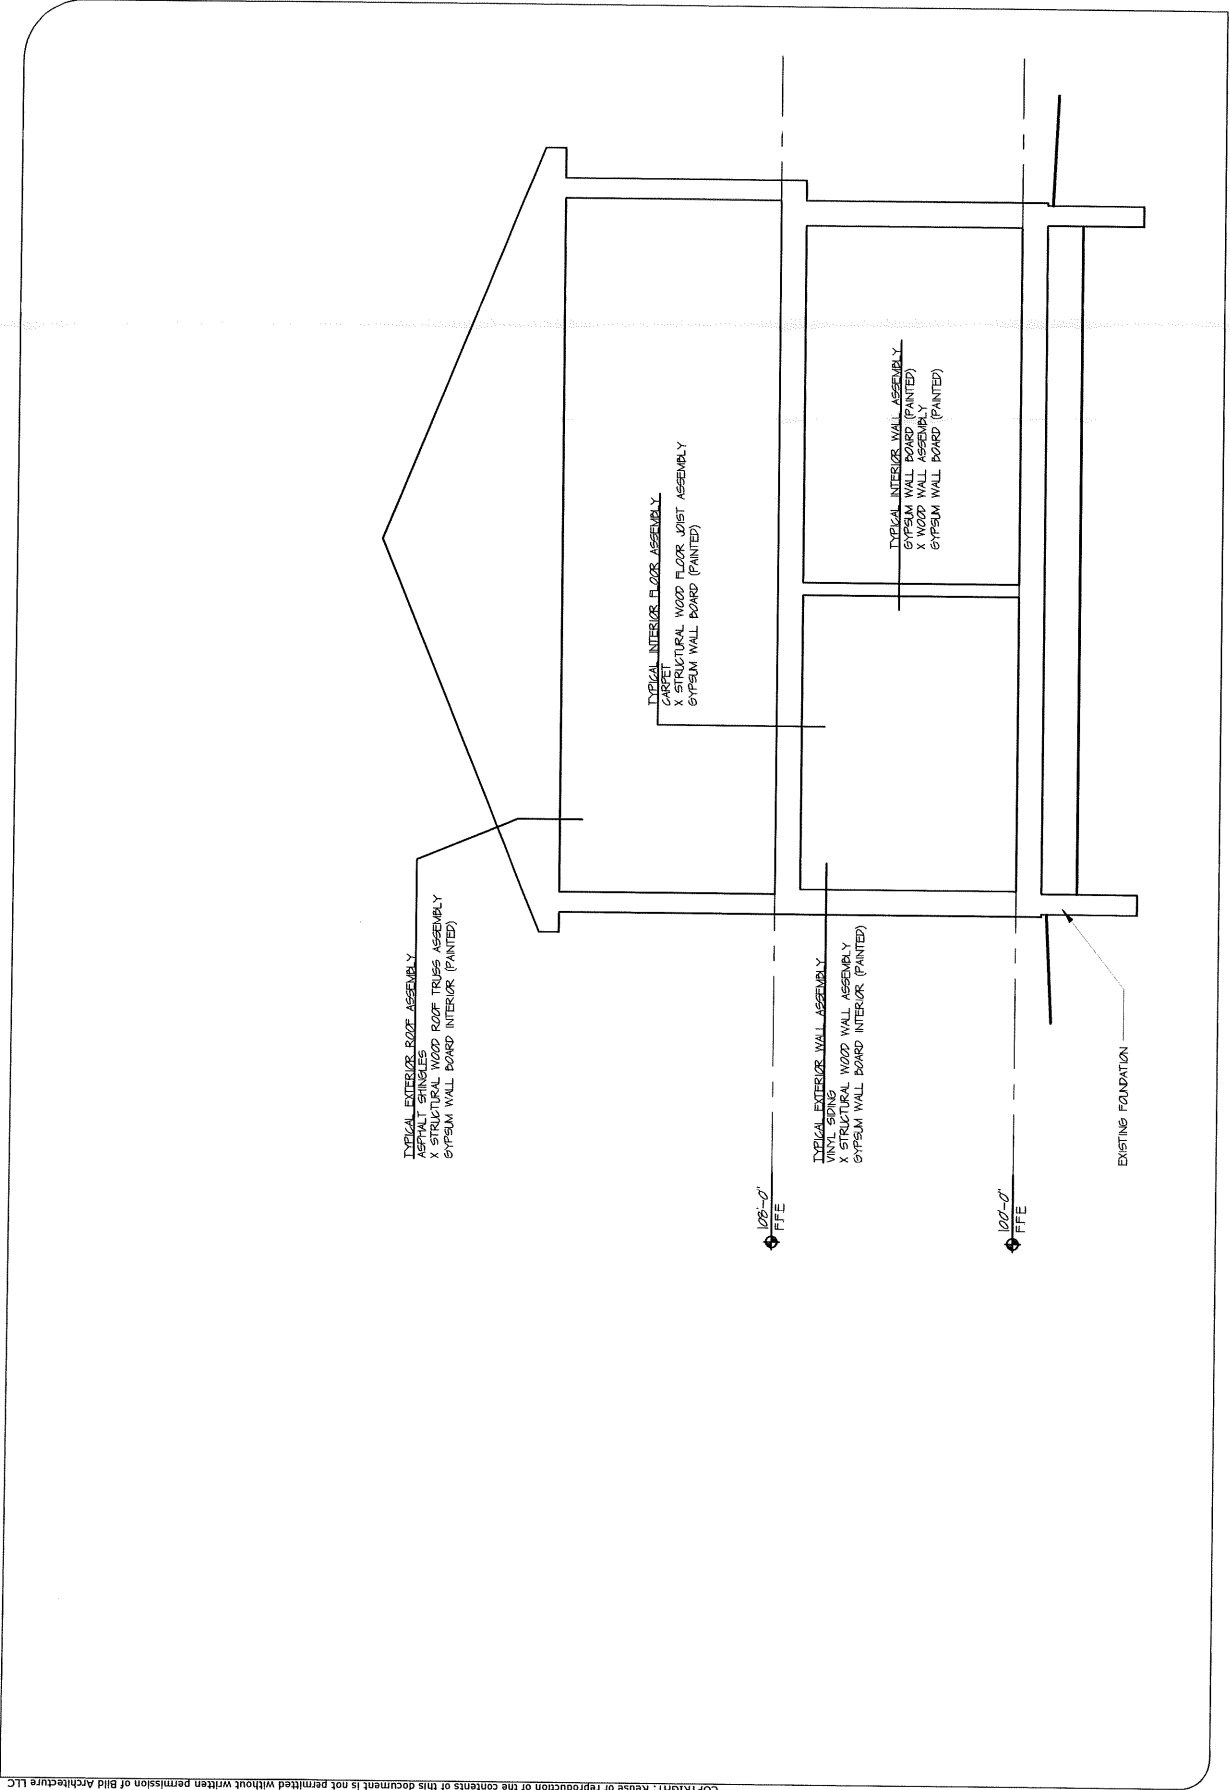 TYPICAL EXTERIOR ROOF ASSEMBLY
ASPHALT SHINGLES
X STRUCTURAL WOOD ROOF TRUSS ASSEMBLY
GYPSUM WALL BOARD INTERIOR (PAINTED)
TYPICAL INTERIOR FLOOR ASSEMBLY
CARPET
X STRUCTURAL WOOD FLOOR JOIST ASSEMBLY
GYPSUM WALL BOARD (PAINTED)
108'-0"
F.F.E
TYPICAL EXTERIOR WALL ASSEMBLY
VINYL SIDING
X STRUCTURAL WOOD WALL ASSEMBLY
GYPSUM WALL BOARD INTERIOR (PAINTED)
TYPICAL INTERIOR WALL ASSEMBLY
GYPSUM WALL BOARD (PAINTED)
X WOOD WALL ASSEMBLY
GYPSUM WALL BOARD (PAINTED)
100'-0"
F.F.E
EXISTING FOUNDATION
COPYRIGHT: Reuse or reproduction of the contents of this document is not permitted without written permission of Bild Architecture LLC